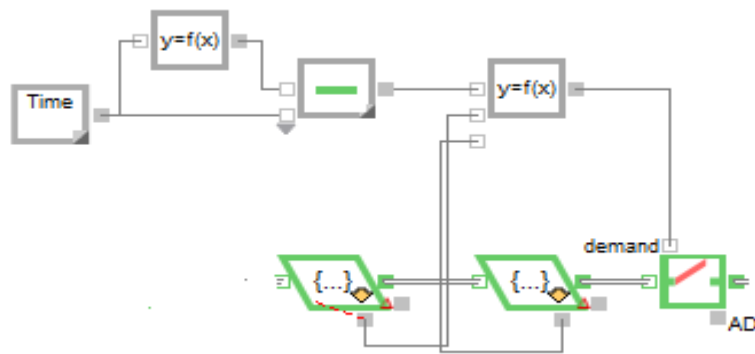 y=f(x)
Time
y=f(x)
demand
{...}
{...}
AD